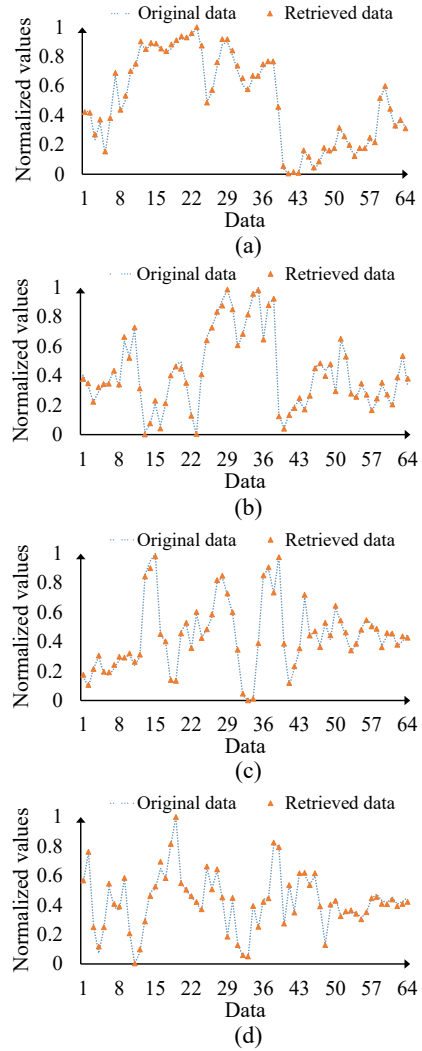 Original data Retrieved data
Normalized values
1
0.8
0.6
0.4
0.2
0
1 8 15 22 29 36 43 50 57 64
Data
(a)
Original data Retrieved data
Normalized values
1
0.8
0.6
0.4
0.2
0
1 8 15 22 29 36 43 50 57 64
Data
(b)
Original data Retrieved data
Normalized values
1
0.8
0.6
0.4
0.2
0
1 8 15 22 29 36 43 50 57 64
Data
(c)
Original data Retrieved data
Normalized values
1
0.8
0.6
0.4
0.2
0
1 8 15 22 29 36 43 50 57 64
Data
(d)